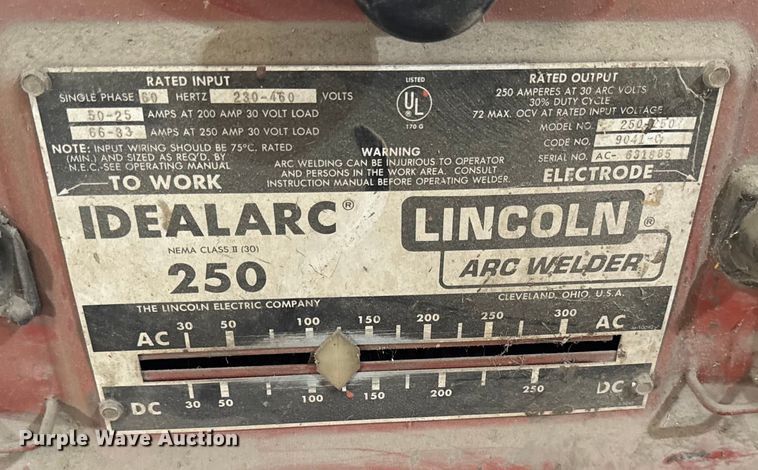 RATED INPUT
SINGLE PHASE 60 HERTZ 230-460 VOLTS
50-25 AMPS AT 200 AMP 30 VOLT LOAD
66-33 AMPS AT 250 AMP 30 VOLT LOAD
NOTE: INPUT WIRING SHOULD BE 75°C. RATED
(MIN.) AND SIZED AS REQ'D. BY
N.E.C.-SEE OPERATING MANUAL
TO WORK
LISTED
UL
170 G
WARNING
ARC WELDING CAN BE INJURIOUS TO OPERATOR
AND PERSONS IN THE WORK AREA. CONSULT
INSTRUCTION MANUAL BEFORE OPERATING WELDER.
RATED OUTPUT
250 AMPERES AT 30 ARC VOLTS
30% DUTY CYCLE
72 MAX. OCV AT RATED INPUT VOLTAGE
MODEL NO. 250-250
CODE NO. 9041-G
SERIAL NO. AC-631865
ELECTRODE
IDEALARC®
NEMA CLASS II (30)
250
LINCOLN®
ARC WELDER
THE LINCOLN ELECTRIC COMPANY
CLEVELAND, OHIO, U.S.A.
AC 30 50 100 150 200 250 300 AC
DC 30 50 100 150 200 250 DC
Purple Wave Auction